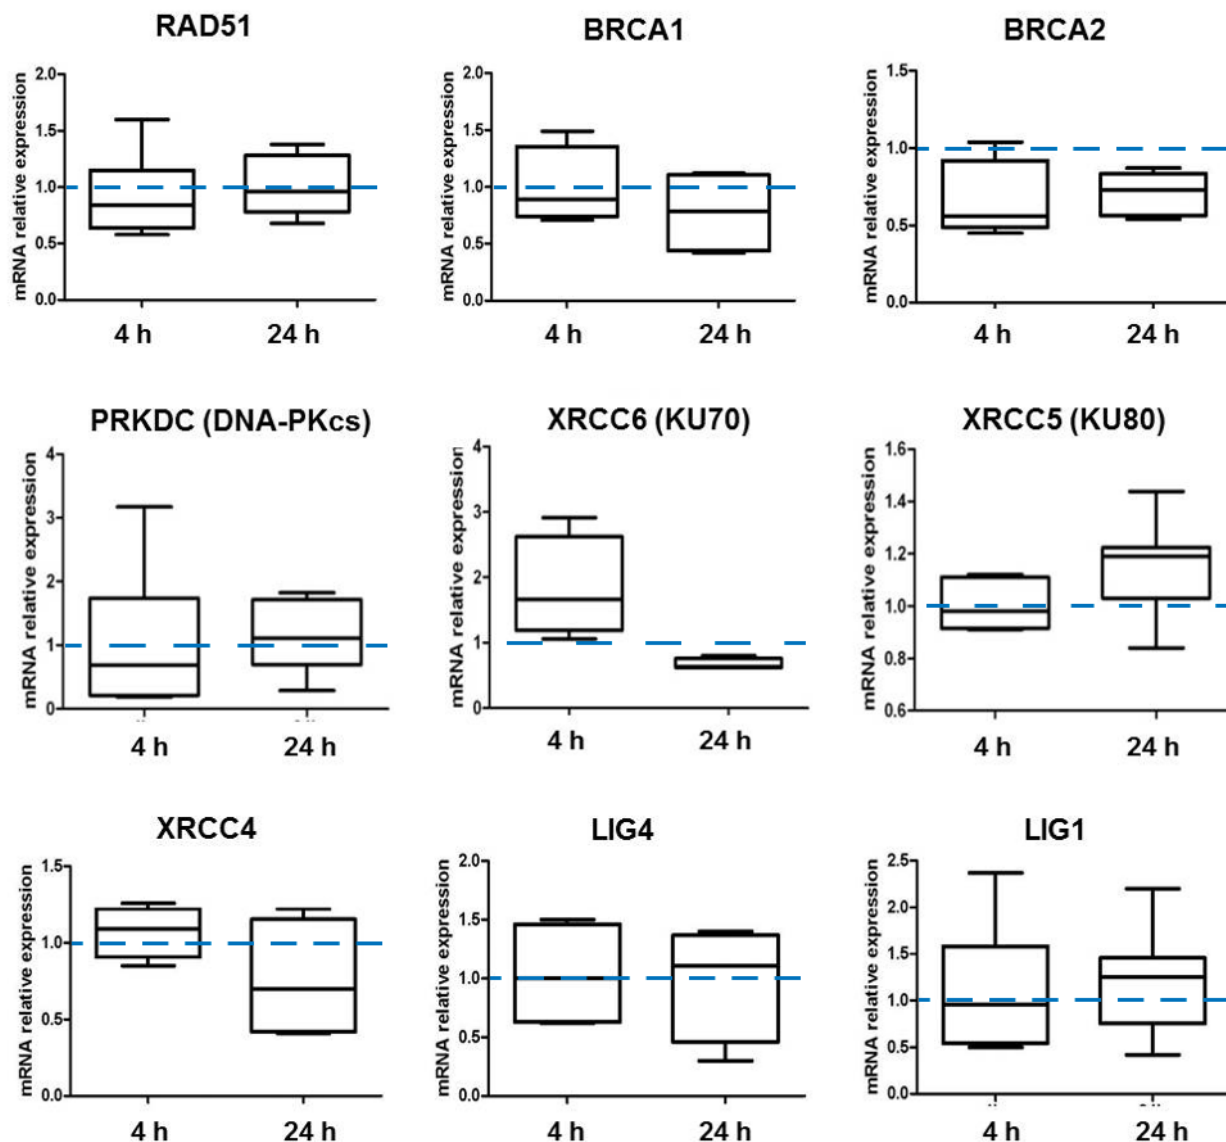 RAD51
BRCA1
BRCA2
mRNA relative expression
2.0
1.5
1.0
0.5
0.0
4 h
24 h
mRNA relative expression
2.0
1.5
1.0
0.5
0.0
4 h
24 h
mRNA relative expression
1.5
1.0
0.5
0.0
4 h
24 h
PRKDC (DNA-PKcs)
XRCC6 (KU70)
XRCC5 (KU80)
mRNA relative expression
4
3
2
1
0
4 h
24 h
mRNA relative expression
4
3
2
1
0
4 h
24 h
mRNA relative expression
1.6
1.4
1.2
1.0
0.8
0.6
4 h
24 h
XRCC4
LIG4
LIG1
mRNA relative expression
1.5
1.0
0.5
0.0
4 h
24 h
mRNA relative expression
2.0
1.5
1.0
0.5
0.0
4 h
24 h
mRNA relative expression
2.5
2.0
1.5
1.0
0.5
0.0
4 h
24 h